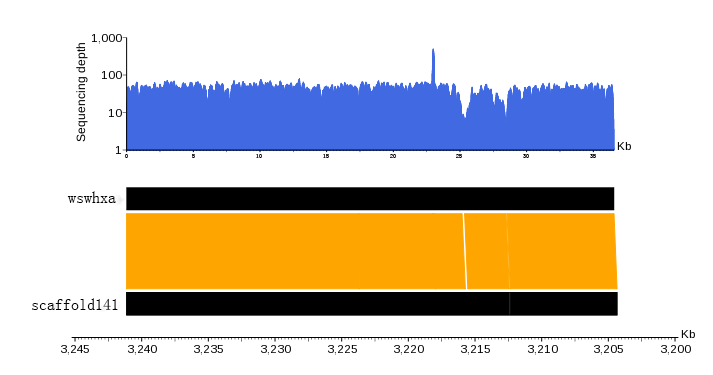 1,000
100
10
1
Sequencing depth
0 5 10 15 20 25 30 35 Kb
wswhxa
scaffold141
Kb
3,245 3,240 3,235 3,230 3,225 3,220 3,215 3,210 3,205 3,200